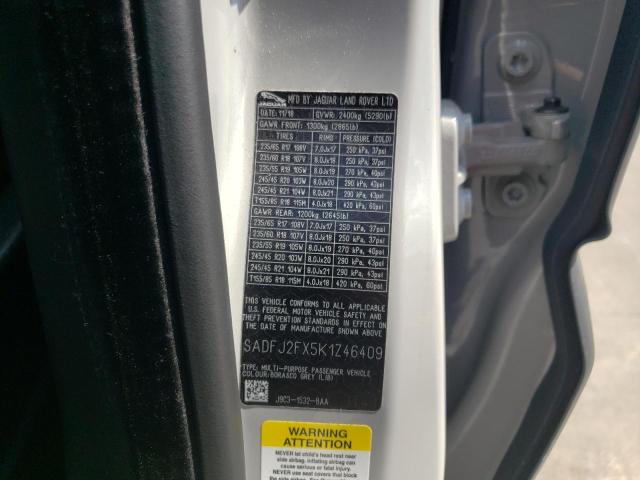 JAGUAR
MFD BY JAGUAR LAND ROVER LTD
DATE: 11/18 GVWR: 2400kg (5290lb)
GAWR FRONT: 1300kg (2865lb)
TIRES RIMS PRESSURE (COLD)
235/65 R17 108V 7.0Jx17 250 kPa, 37psi
235/60 R18 107V 8.0Jx18 250 kPa, 37psi
235/55 R19 105W 8.0Jx19 270 kPa, 40psi
245/45 R20 103W 8.0Jx20 290 kPa, 43psi
245/45 R21 104W 8.0Jx21 290 kPa, 43psi
T155/85 R18 115M 4.0Jx18 420 kPa, 60psi
GAWR REAR: 1200kg (2645lb)
235/65 R17 108V 7.0Jx17 250 kPa, 37psi
235/60 R18 107V 8.0Jx18 250 kPa, 37psi
235/55 R19 105W 8.0Jx19 270 kPa, 40psi
245/45 R20 103W 8.0Jx20 290 kPa, 43psi
245/45 R21 104W 8.0Jx21 290 kPa, 43psi
T155/85 R18 115M 4.0Jx18 420 kPa, 60psi
THIS VEHICLE CONFORMS TO ALL APPLICABLE
U.S. FEDERAL MOTOR VEHICLE SAFETY
STANDARDS IN EFFECT ON THE
DATE OF MANUFACTURE
SADFJ2FX5K1Z46409
TYPE: MULTI-PURPOSE PASSENGER VEHICLE
COLOUR: BORASCO GREY (LJB)
J9C3-1532-BAA
WARNING
ATTENTION
NEVER let child's head rest near
side airbag, inflating airbag can
cause serious or fatal injury.
NEVER use seat covers that block